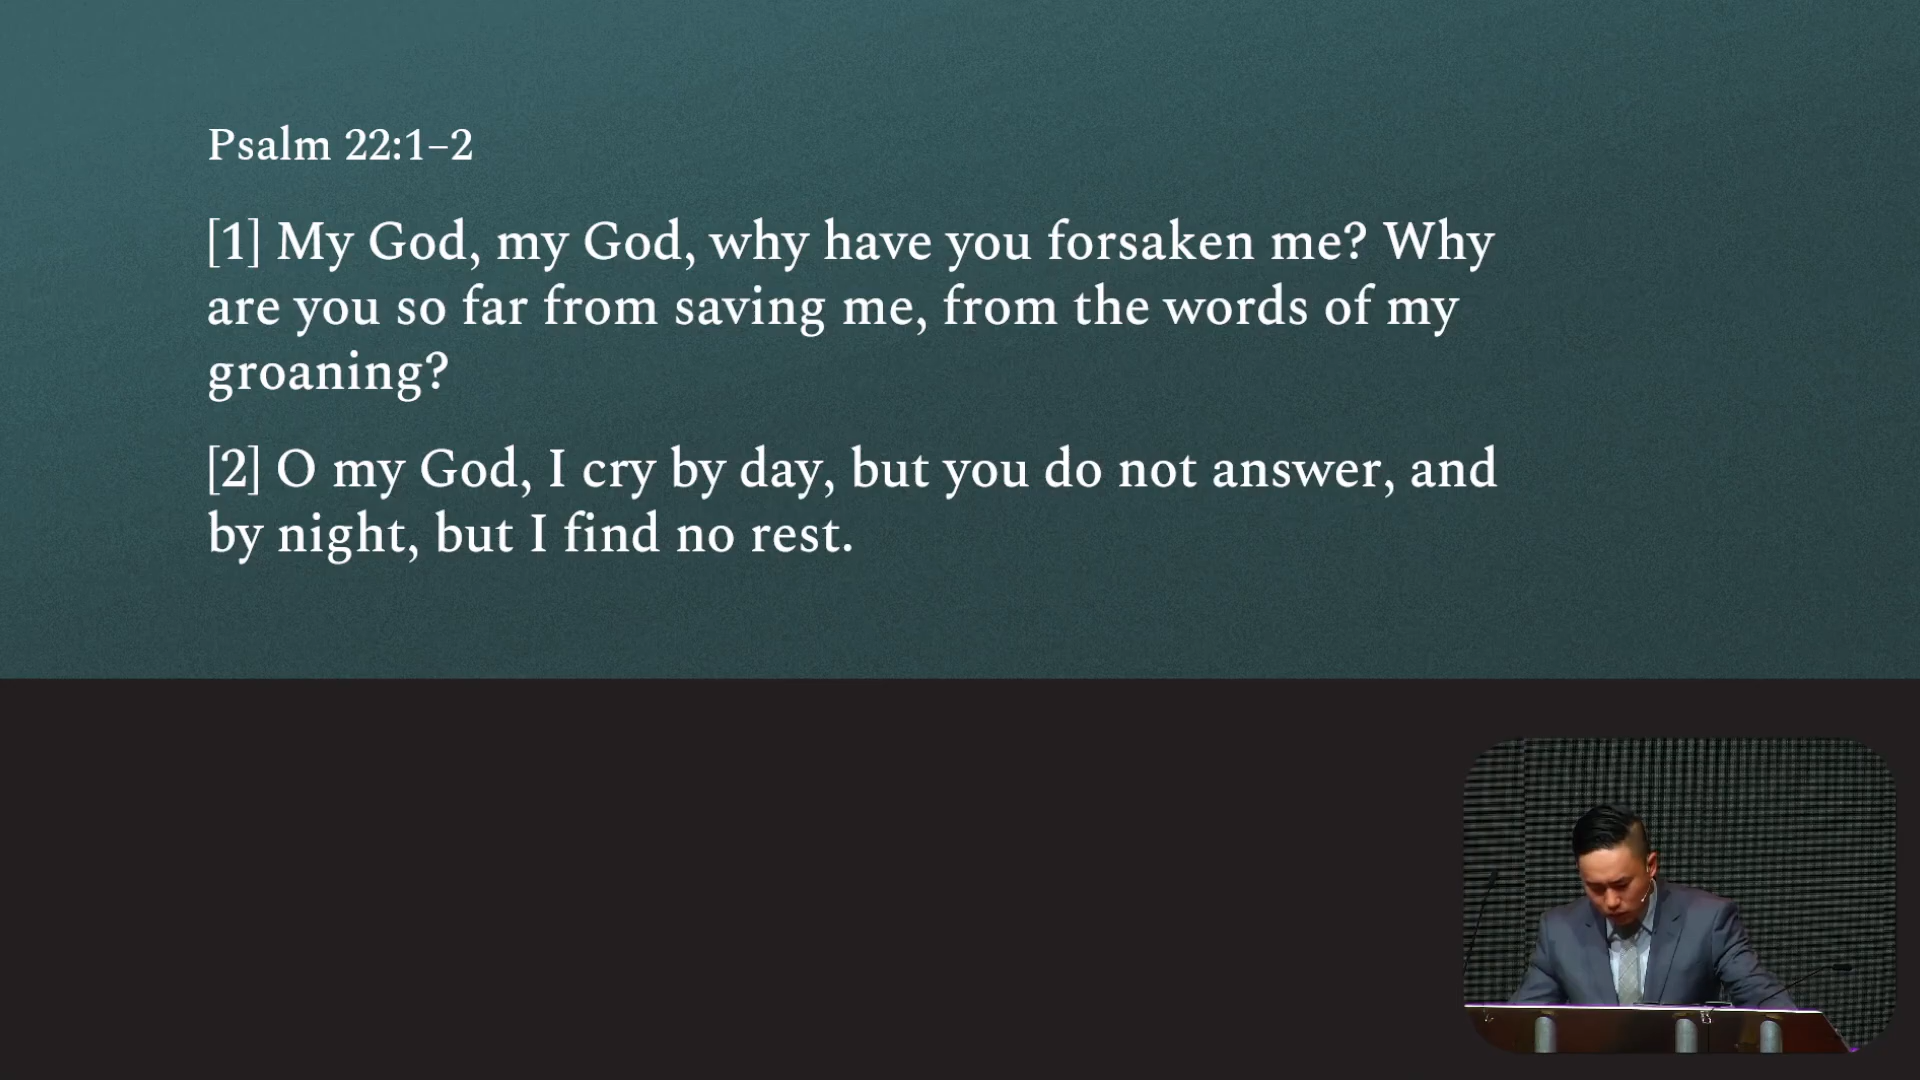 Psalm 22:1–2
[1] My God, my God, why have you forsaken me? Why
are you so far from saving me, from the words of my
groaning?
[2] O my God, I cry by day, but you do not answer, and
by night, but I find no rest.